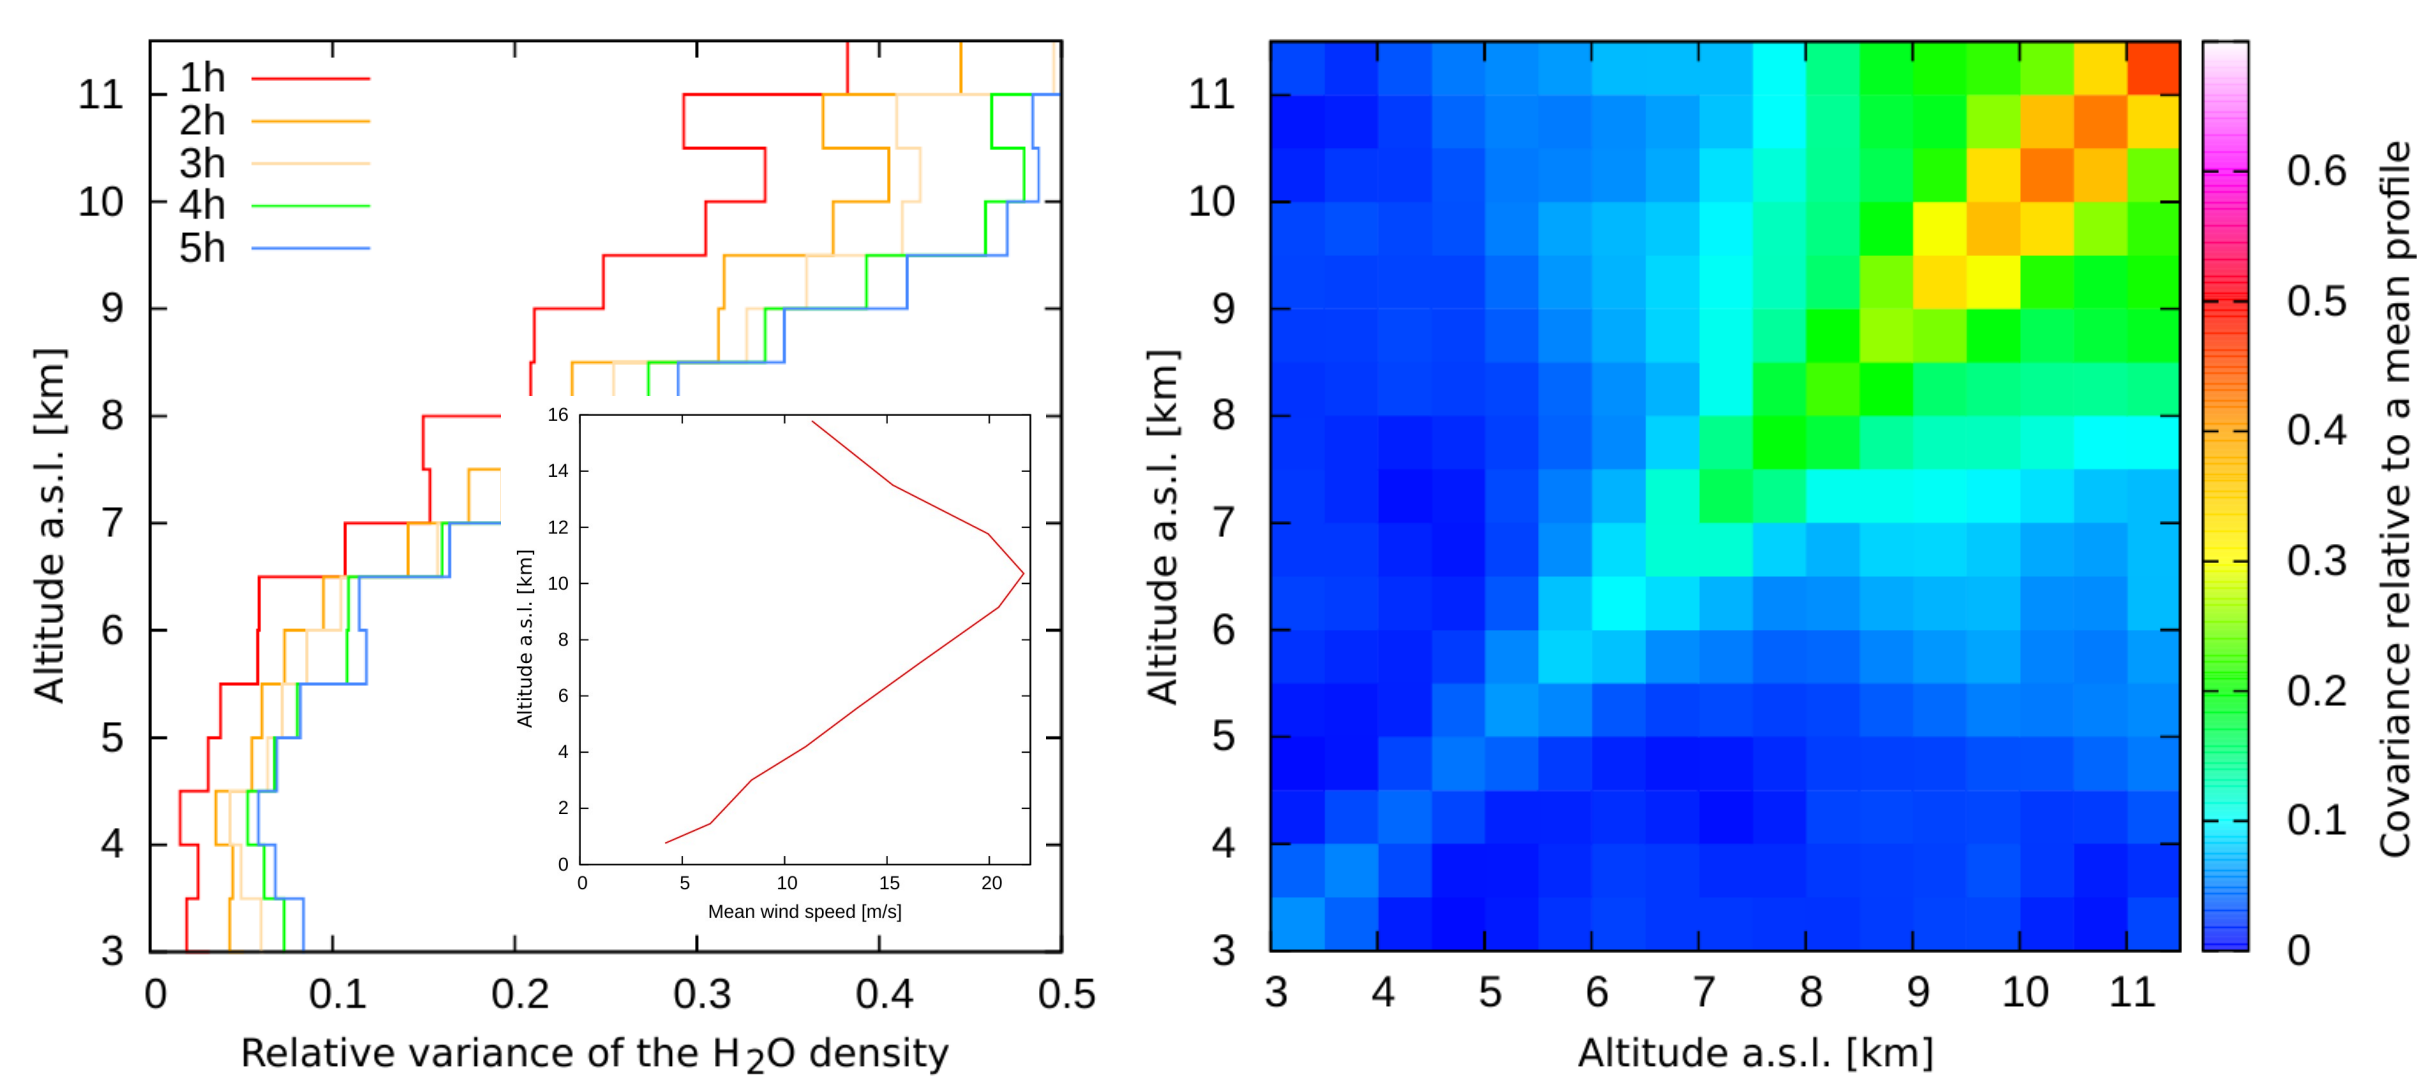 1h
2h
3h
4h
5h
11
10
9
8
7
6
5
4
3
Altitude a.s.l. [km]
0 0.1 0.2 0.3 0.4 0.5
Relative variance of the H₂O density
16
14
12
10
8
6
4
2
0
Altitude a.s.l. [km]
0 5 10 15 20
Mean wind speed [m/s]
11
10
9
8
7
6
5
4
3
Altitude a.s.l. [km]
3 4 5 6 7 8 9 10 11
Altitude a.s.l. [km]
0.6
0.5
0.4
0.3
0.2
0.1
0
Covariance relative to a mean profile